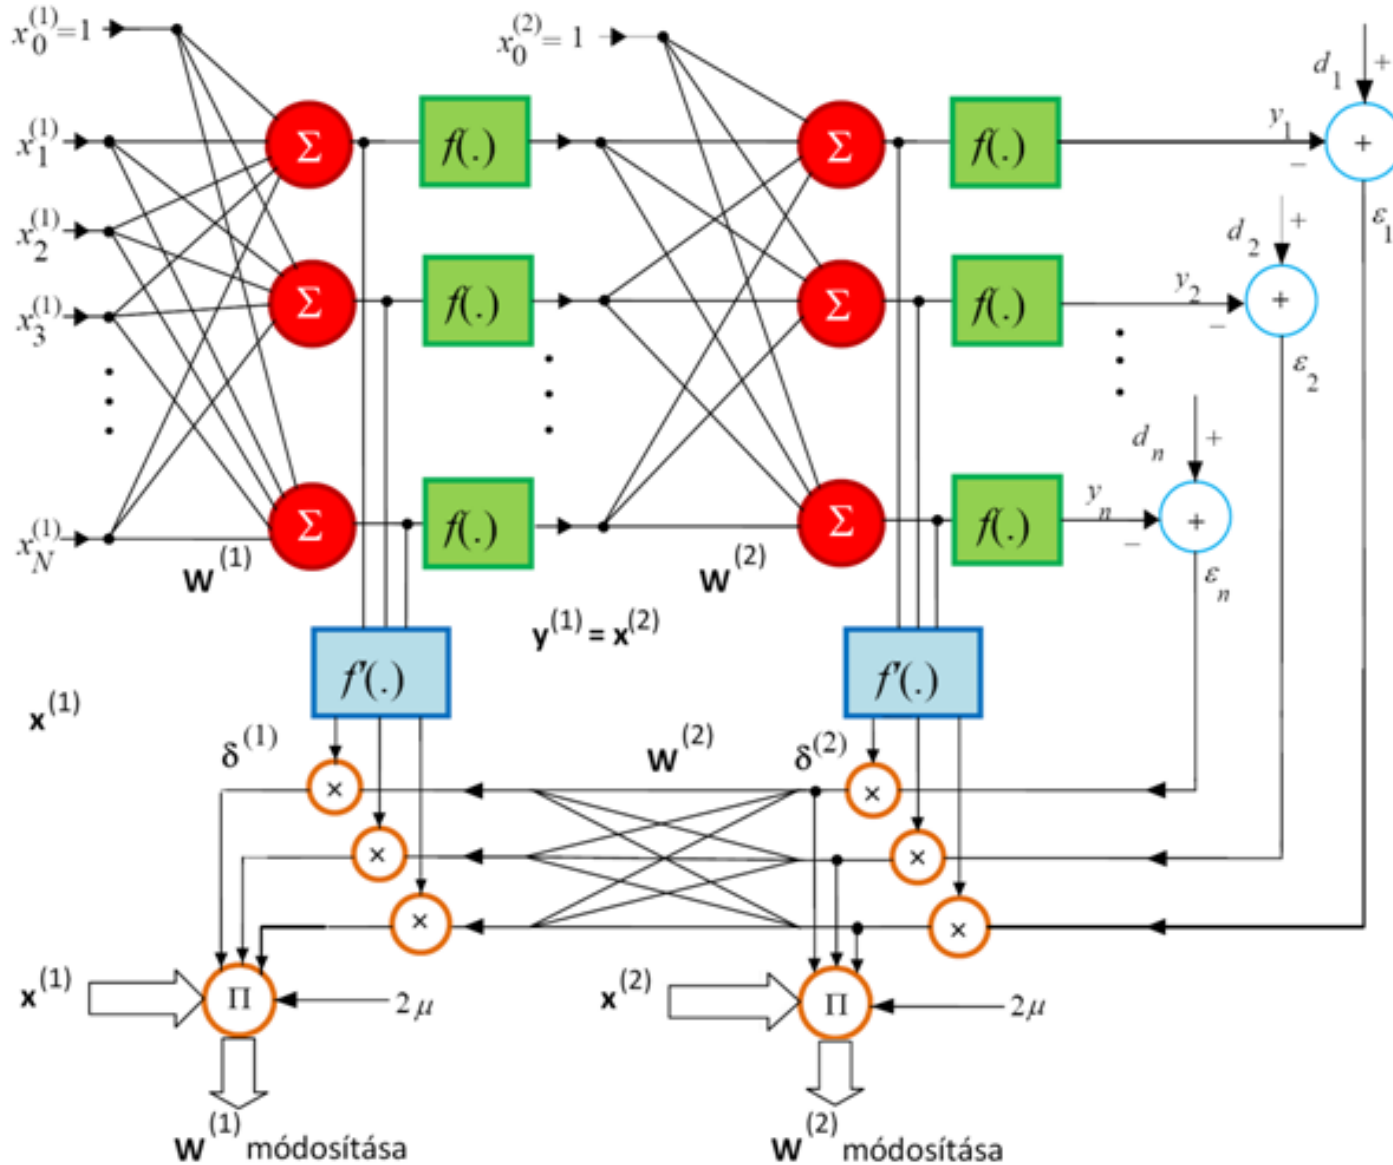 x₀⁽¹⁾=1
x₀⁽²⁾= 1
d₁ +
x₁⁽¹⁾ Σ f(.) Σ f(.) y₁ − +
ε₁
x₂⁽¹⁾
d₂ +
x₃⁽¹⁾ Σ f(.) Σ f(.) y₂ − +
ε₂
dₙ +
x_N⁽¹⁾ Σ f(.) Σ f(.) yₙ − +
εₙ
W⁽¹⁾ W⁽²⁾
y⁽¹⁾ = x⁽²⁾
f'(.) f'(.)
x⁽¹⁾
δ⁽¹⁾ W⁽²⁾ δ⁽²⁾
× ×
× ×
× ×
x⁽¹⁾ Π 2μ x⁽²⁾ Π 2μ
W⁽¹⁾ módosítása W⁽²⁾ módosítása